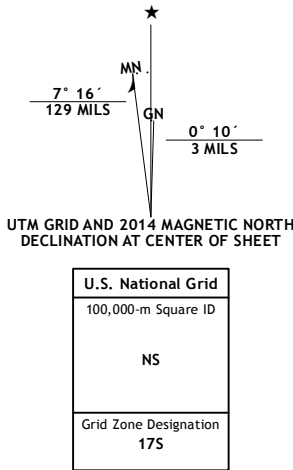 ★
MN
GN
7° 16´
129 MILS
0° 10´
3 MILS
UTM GRID AND 2014 MAGNETIC NORTH
DECLINATION AT CENTER OF SHEET
U.S. National Grid
100,000-m Square ID
NS
Grid Zone Designation
17S